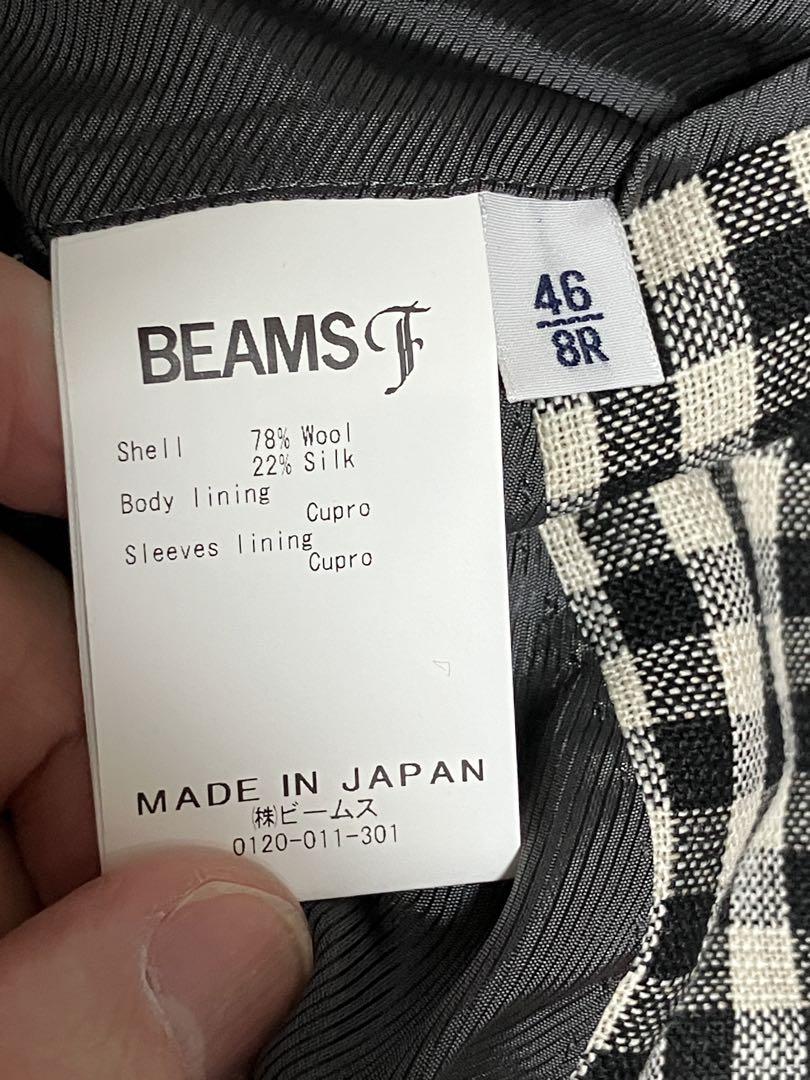 BEAMS F
Shell 78% Wool
22% Silk
Body lining
Cupro
Sleeves lining
Cupro
MADE IN JAPAN
㈱ビームス
0120-011-301
46
8R